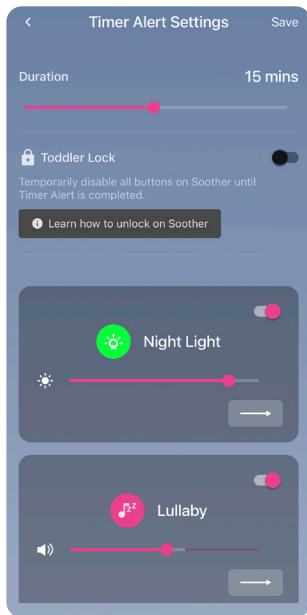 Timer Alert Settings Save
Duration 15 mins
Toddler Lock
Temporarily disable all buttons on Soother until
Timer Alert is completed.
Learn how to unlock on Soother
Night Light
zz
Lullaby